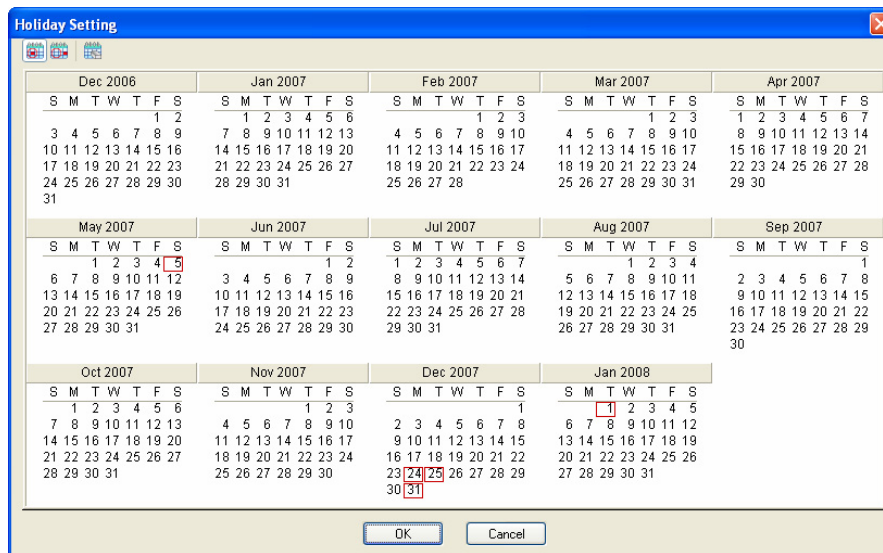 Holiday Setting
Dec 2006
S M T W T F S
1 2
3 4 5 6 7 8 9
10 11 12 13 14 15 16
17 18 19 20 21 22 23
24 25 26 27 28 29 30
31
Jan 2007
S M T W T F S
1 2 3 4 5 6
7 8 9 10 11 12 13
14 15 16 17 18 19 20
21 22 23 24 25 26 27
28 29 30 31
Feb 2007
S M T W T F S
1 2 3
4 5 6 7 8 9 10
11 12 13 14 15 16 17
18 19 20 21 22 23 24
25 26 27 28
Mar 2007
S M T W T F S
1 2 3
4 5 6 7 8 9 10
11 12 13 14 15 16 17
18 19 20 21 22 23 24
25 26 27 28 29 30 31
Apr 2007
S M T W T F S
1 2 3 4 5 6 7
8 9 10 11 12 13 14
15 16 17 18 19 20 21
22 23 24 25 26 27 28
29 30
May 2007
S M T W T F S
1 2 3 4 5
6 7 8 9 10 11 12
13 14 15 16 17 18 19
20 21 22 23 24 25 26
27 28 29 30 31
Jun 2007
S M T W T F S
1 2
3 4 5 6 7 8 9
10 11 12 13 14 15 16
17 18 19 20 21 22 23
24 25 26 27 28 29 30
Jul 2007
S M T W T F S
1 2 3 4 5 6 7
8 9 10 11 12 13 14
15 16 17 18 19 20 21
22 23 24 25 26 27 28
29 30 31
Aug 2007
S M T W T F S
1 2 3 4
5 6 7 8 9 10 11
12 13 14 15 16 17 18
19 20 21 22 23 24 25
26 27 28 29 30 31
Sep 2007
S M T W T F S
1
2 3 4 5 6 7 8
9 10 11 12 13 14 15
16 17 18 19 20 21 22
23 24 25 26 27 28 29
30
Oct 2007
S M T W T F S
1 2 3 4 5 6
7 8 9 10 11 12 13
14 15 16 17 18 19 20
21 22 23 24 25 26 27
28 29 30 31
Nov 2007
S M T W T F S
1 2 3
4 5 6 7 8 9 10
11 12 13 14 15 16 17
18 19 20 21 22 23 24
25 26 27 28 29 30
Dec 2007
S M T W T F S
1
2 3 4 5 6 7 8
9 10 11 12 13 14 15
16 17 18 19 20 21 22
23 24 25 26 27 28 29
30 31
Jan 2008
S M T W T F S
1 2 3 4 5
6 7 8 9 10 11 12
13 14 15 16 17 18 19
20 21 22 23 24 25 26
27 28 29 30 31
OK Cancel